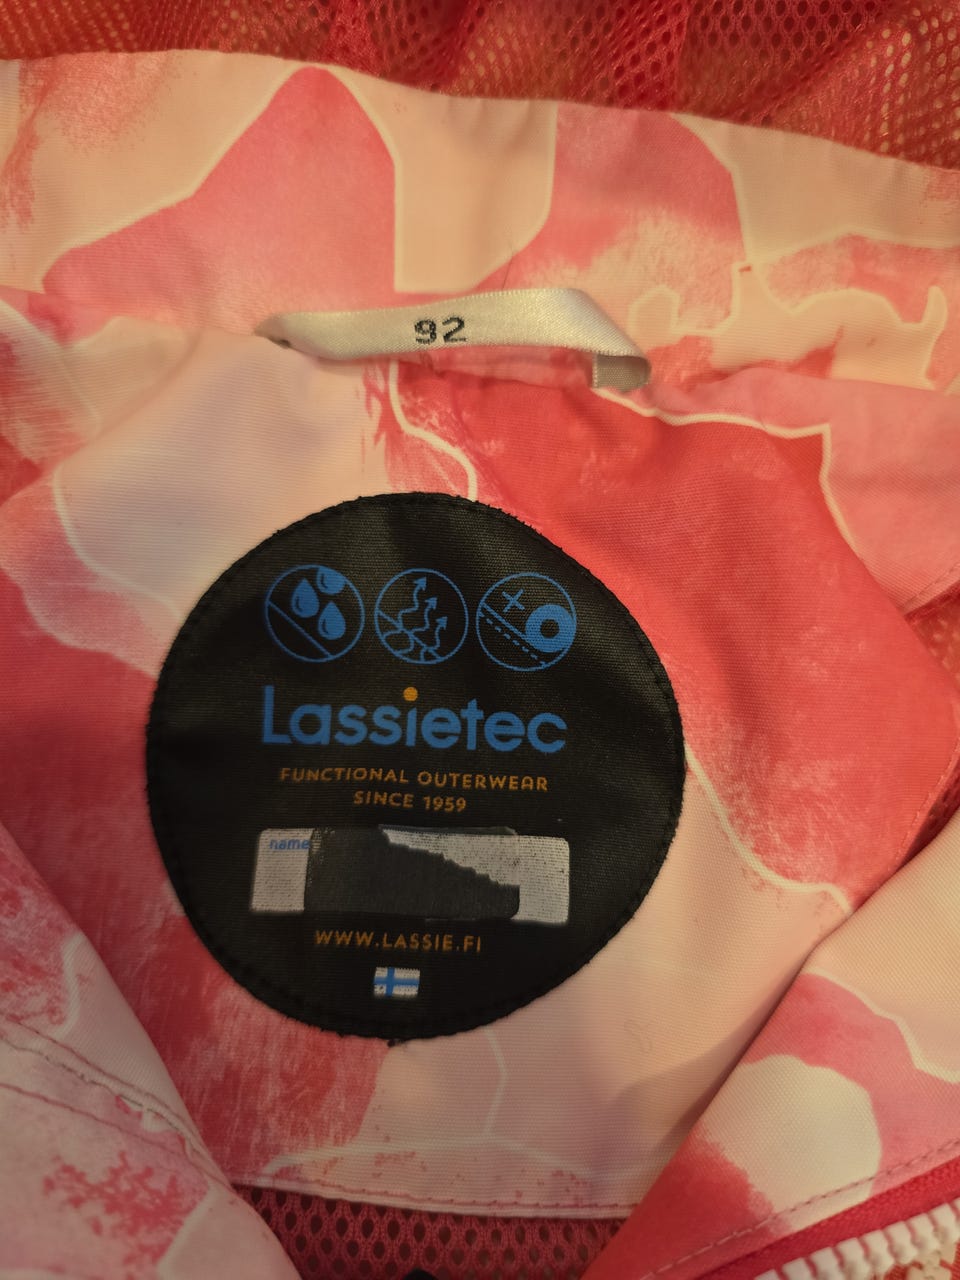 92
Lassietec
FUNCTIONAL OUTERWEAR
SINCE 1959
name
WWW.LASSIE.FI